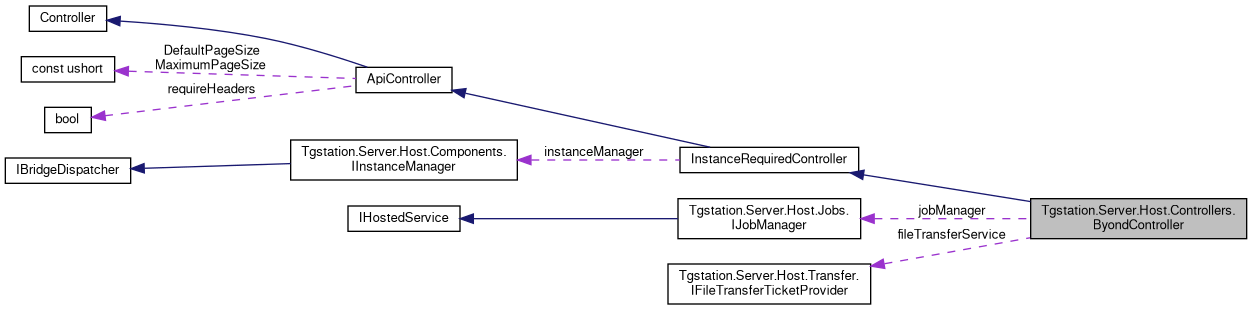 Controller
DefaultPageSize
MaximumPageSize
const ushort
ApiController
requireHeaders
bool
Tgstation.Server.Host.Components.
IInstanceManager
instanceManager
InstanceRequiredController
IBridgeDispatcher
IHostedService
Tgstation.Server.Host.Jobs.
IJobManager
jobManager
Tgstation.Server.Host.Controllers.
ByondController
fileTransferService
Tgstation.Server.Host.Transfer.
IFileTransferTicketProvider